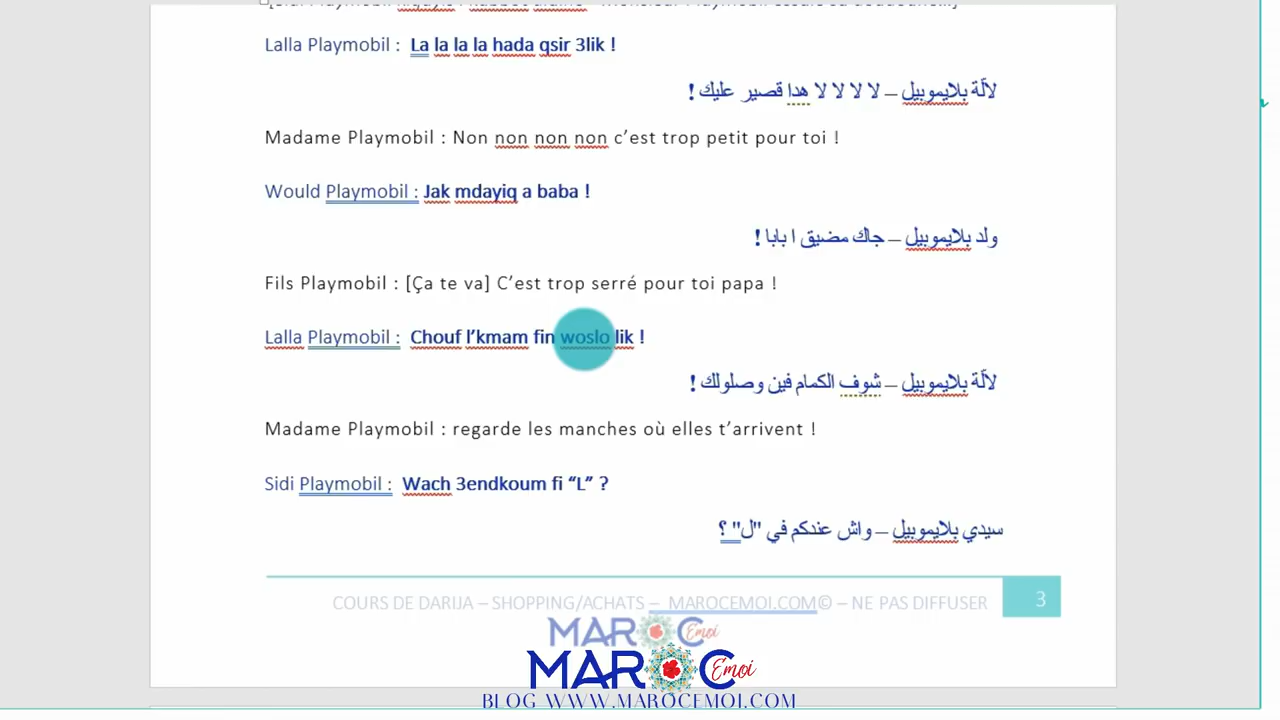 Lalla Playmobil : La la la la hada qsir 3lik !
لالّة بلايموبيل – لا لا لا لا هدا قصير عليك !
Madame Playmobil : Non non non non c’est trop petit pour toi !
Would Playmobil : Jak mdayiq a baba !
ولد بلايموبيل – جاك مضيق ا بابا !
Fils Playmobil : [Ça te va] C’est trop serré pour toi papa !
Lalla Playmobil : Chouf l’kmam fin woslo lik !
لالّة بلايموبيل – شوف الكمام فين وصلولك !
Madame Playmobil : regarde les manches où elles t’arrivent !
Sidi Playmobil : Wach 3endkoum fi “L” ?
سيدي بلايموبيل – واش عندكم في "ل" ؟
COURS DE DARIJA – SHOPPING/ACHATS – MAROCEMOI.COM© – NE PAS DIFFUSER 3
MAROC Emoi
MAROC Emoi
BLOG WWW.MAROCEMOI.COM